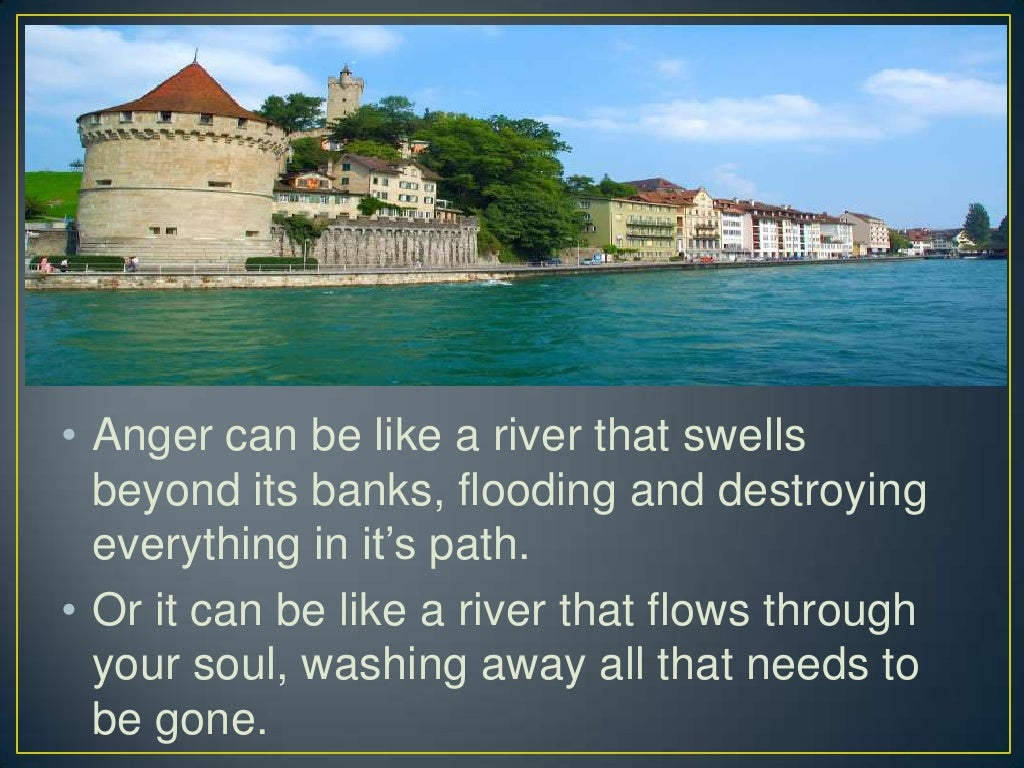 • Anger can be like a river that swells
beyond its banks, flooding and destroying
everything in it’s path.
• Or it can be like a river that flows through
your soul, washing away all that needs to
be gone.